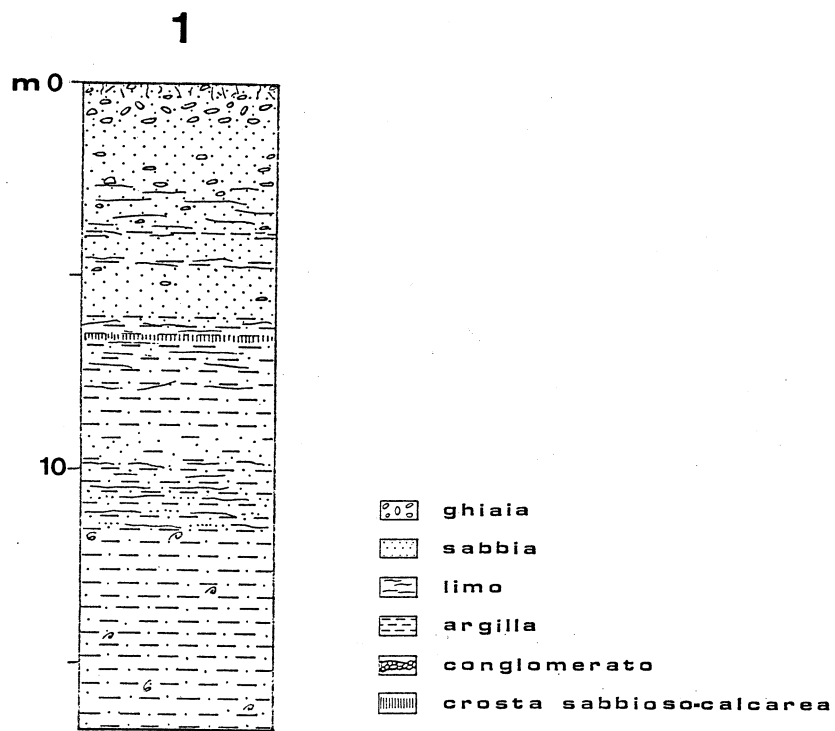 1
m 0
10
ghiaia
sabbia
limo
argilla
conglomerato
crosta sabbioso-calcarea